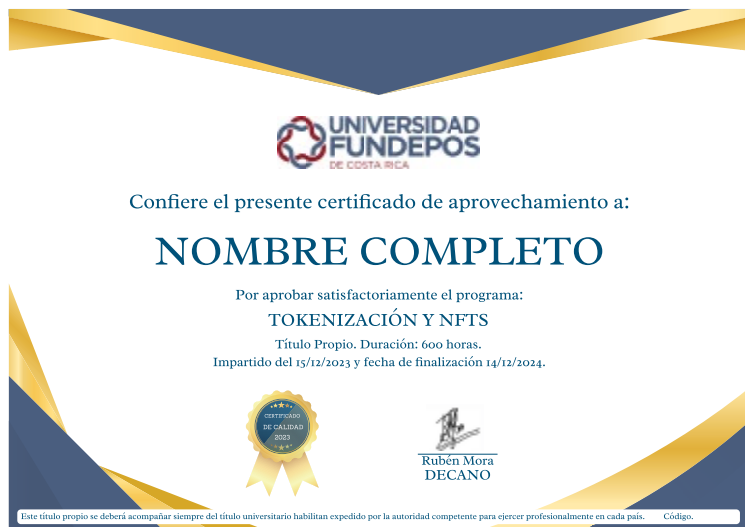 UNIVERSIDAD
FUNDEPOS
DE COSTA RICA
Confiere el presente certificado de aprovechamiento a:
NOMBRE COMPLETO
Por aprobar satisfactoriamente el programa:
TOKENIZACIÓN Y NFTS
Título Propio. Duración: 600 horas.
Impartido del 15/12/2023 y fecha de finalización 14/12/2024.
CERTIFICADO
DE CALIDAD
2023
Rubén Mora
DECANO
Este título propio se deberá acompañar siempre del título universitario habilitan expedido por la autoridad competente para ejercer profesionalmente en cada país. Código.